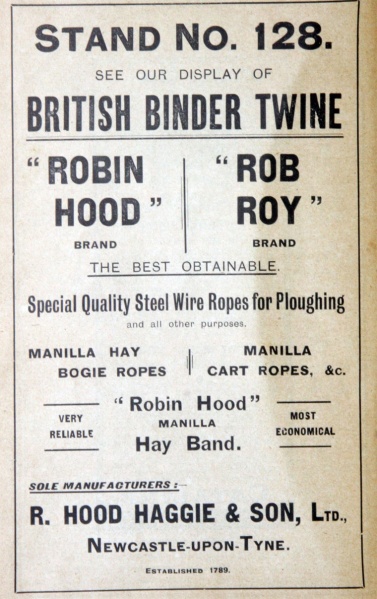 STAND NO. 128.
SEE OUR DISPLAY OF
BRITISH BINDER TWINE
"ROBIN HOOD"
BRAND
"ROB ROY"
BRAND
THE BEST OBTAINABLE.
Special Quality Steel Wire Ropes for Ploughing
and all other purposes.
MANILLA HAY
BOGIE ROPES
MANILLA
CART ROPES, &c.
VERY
RELIABLE
"Robin Hood"
MANILLA
Hay Band.
MOST
ECONOMICAL
SOLE MANUFACTURERS:—
R. HOOD HAGGIE & SON, LTD.,
NEWCASTLE-UPON-TYNE.
ESTABLISHED 1789.